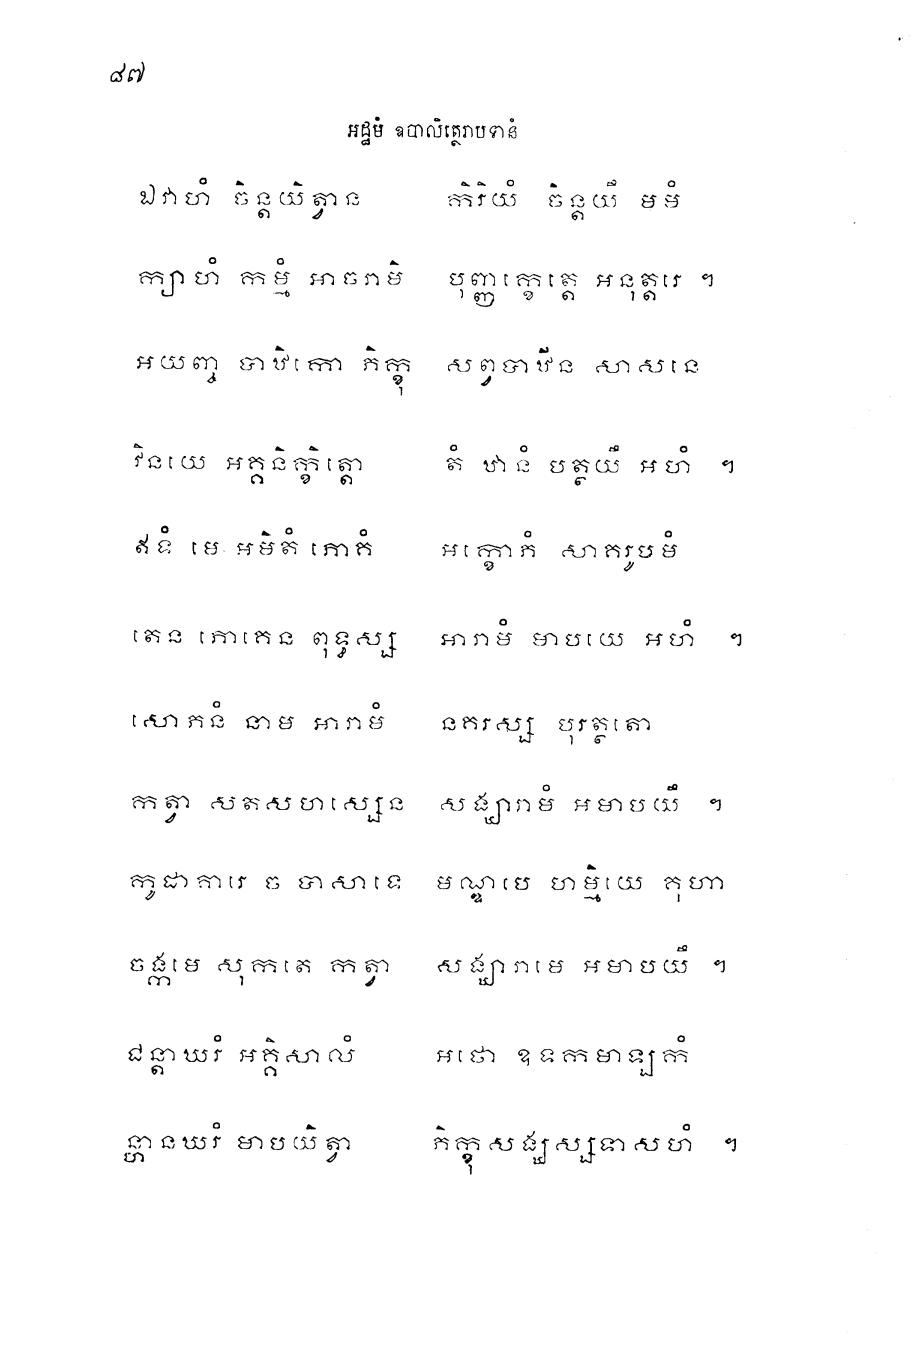 ៨៧
អដ្ឋមំ ឧបាលិត្ថេរាបទានំ
ឯវាហំ ចិន្តយិត្វាន កិរិយំ ចិន្តយឹ មមំ
ក្យាហំ កម្មំ អាចរាមិ បុញ្ញក្ខេត្តេ អនុត្តរេ ។
អយញ្ច បាឋិកោ ភិក្ខុ សព្វបាឋីន សាសនេ
វិនយេ អគ្គនិក្ខិត្តោ តំ ឋានំ បត្ថយឹ អហំ ។
ឥទំ មេ អមិតំ ភោគំ អក្ខោភំ សាគរូបមំ
តេន ភោគេន ពុទ្ធស្ស អារាមំ មាបយេ អហំ ។
សោភនំ នាម អារាមំ នគរស្ស បុរត្ថតោ
កត្វា សតសហស្សេន សង្ឃារាមំ អមាបយឹ ។
កូដាគារេ ច បាសាទេ មណ្ឌបេ ហម្មិយេ គុហា
ចង្កមេ សុកតេ កត្វា សង្ឃារាមេ អមាបយឹ ។
ជន្តាឃរំ អគ្គិសាលំ អថោ ឧទកមាឡកំ
ន្ហានឃរំ មាបយិត្វា ភិក្ខុសង្ឃស្សទាសហំ ។